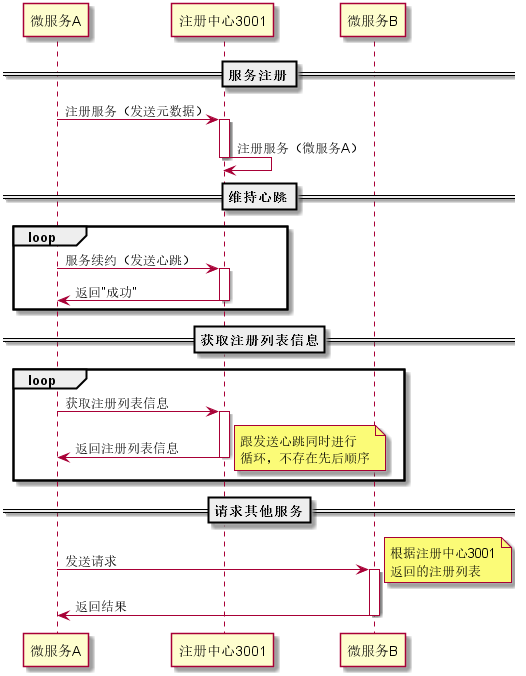 微服务A
注册中心3001
微服务B
服务注册
注册服务（发送元数据）
注册服务（微服务A）
维持心跳
loop
服务续约（发送心跳）
返回"成功"
获取注册列表信息
loop
获取注册列表信息
返回注册列表信息
跟发送心跳同时进行
循环，不存在先后顺序
请求其他服务
发送请求
根据注册中心3001
返回的注册列表
返回结果
微服务A
注册中心3001
微服务B